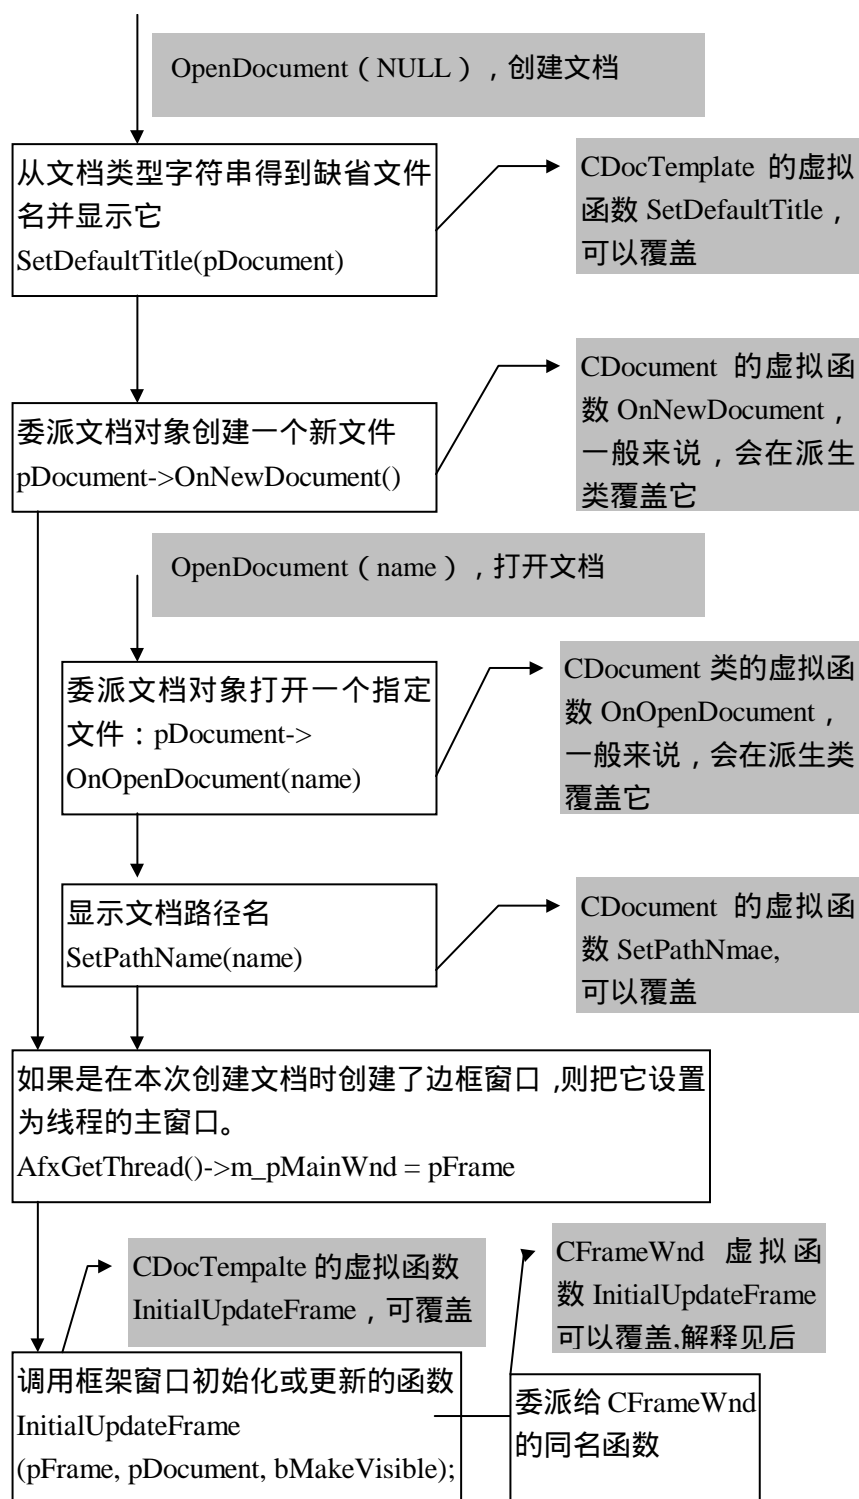 OpenDocument（NULL），创建文档
从文档类型字符串得到缺省文件
名并显示它
SetDefaultTitle(pDocument)
CDocTemplate 的虚拟
函数 SetDefaultTitle，
可以覆盖
CDocument 的虚拟函
数 OnNewDocument，
一般来说，会在派生
类覆盖它
委派文档对象创建一个新文件
pDocument->OnNewDocument()
OpenDocument（name），打开文档
委派文档对象打开一个指定
文件：pDocument->
OnOpenDocument(name)
CDocument 类的虚拟函
数 OnOpenDocument，
一般来说，会在派生类
覆盖它
显示文档路径名
SetPathName(name)
CDocument 的虚拟函
数 SetPathNmae,
可以覆盖
如果是在本次创建文档时创建了边框窗口,则把它设置
为线程的主窗口。
AfxGetThread()->m_pMainWnd = pFrame
CDocTempalte 的虚拟函数
InitialUpdateFrame，可覆盖
CFrameWnd 虚拟函
数 InitialUpdateFrame
可以覆盖,解释见后
调用框架窗口初始化或更新的函数
InitialUpdateFrame
(pFrame, pDocument, bMakeVisible);
委派给 CFrameWnd
的同名函数